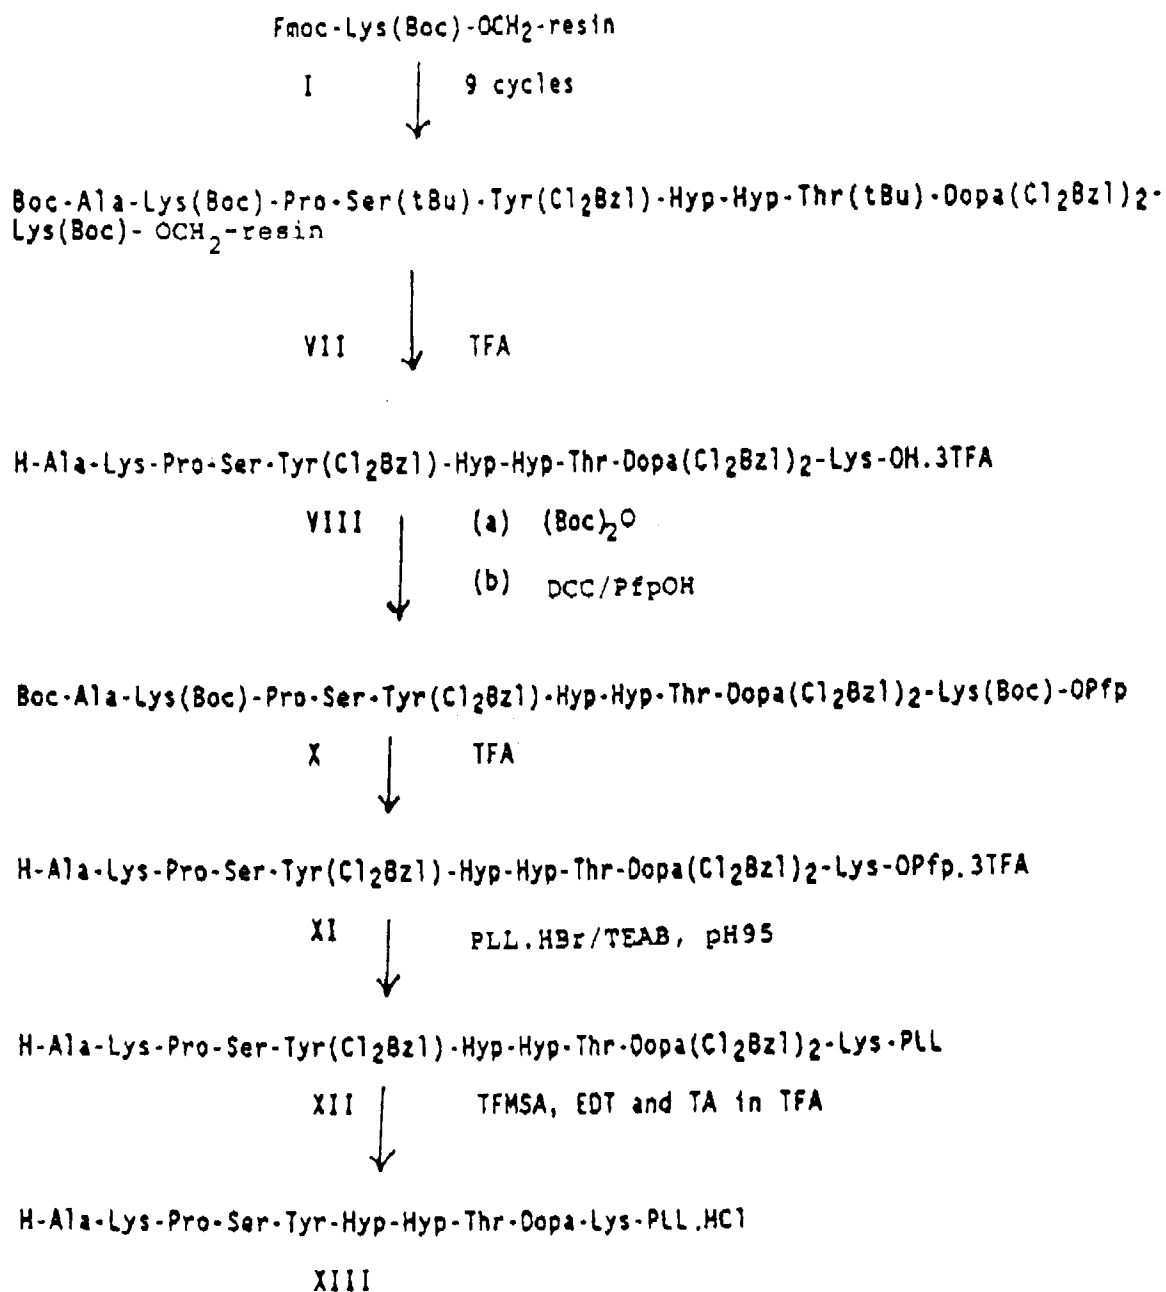 Fmoc-Lys(Boc)-OCH2-resin
I 9 cycles
Boc-Ala-Lys(Boc)-Pro-Ser(tBu)-Tyr(Cl2Bzl)-Hyp-Hyp-Thr(tBu)-Dopa(Cl2Bzl)2-
Lys(Boc)- OCH2-resin
VII TFA
H-Ala-Lys-Pro-Ser-Tyr(Cl2Bzl)-Hyp-Hyp-Thr-Dopa(Cl2Bzl)2-Lys-OH.3TFA
VIII (a) (Boc)2O
(b) DCC/PfpOH
Boc-Ala-Lys(Boc)-Pro-Ser-Tyr(Cl2Bzl)-Hyp-Hyp-Thr-Dopa(Cl2Bzl)2-Lys(Boc)-OPfp
X TFA
H-Ala-Lys-Pro-Ser-Tyr(Cl2Bzl)-Hyp-Hyp-Thr-Dopa(Cl2Bzl)2-Lys-OPfp.3TFA
XI PLL.HBr/TEAB, pH95
H-Ala-Lys-Pro-Ser-Tyr(Cl2Bzl)-Hyp-Hyp-Thr-Dopa(Cl2Bzl)2-Lys-PLL
XII TFMSA, EDT and TA in TFA
H-Ala-Lys-Pro-Ser-Tyr-Hyp-Hyp-Thr-Dopa-Lys-PLL.HCl
XIII